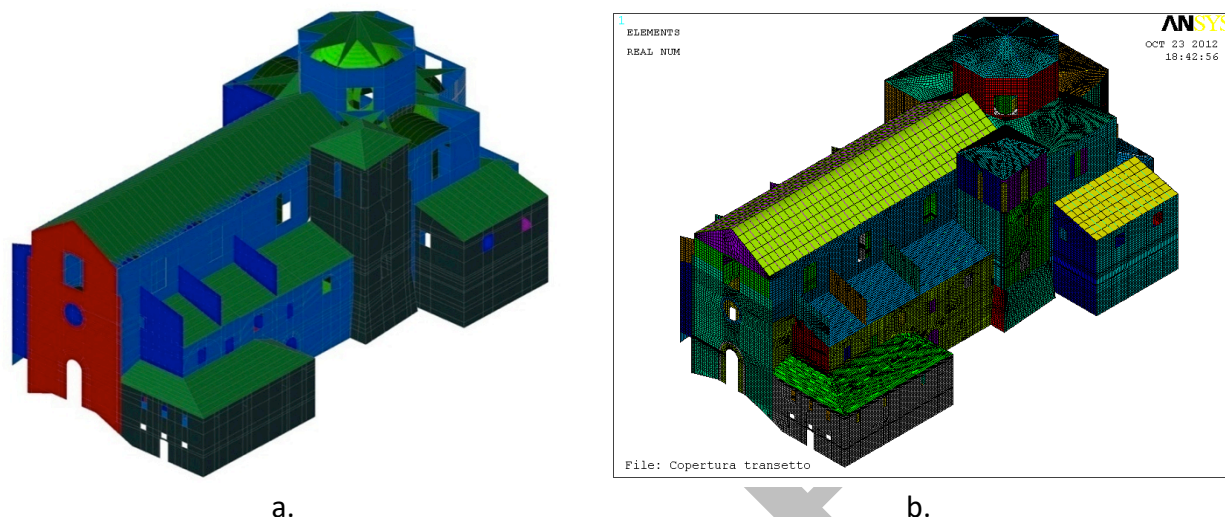 1
ELEMENTS
REAL NUM
ANSYS
OCT 23 2012
18:42:56
File: Copertura transetto
a.
b.